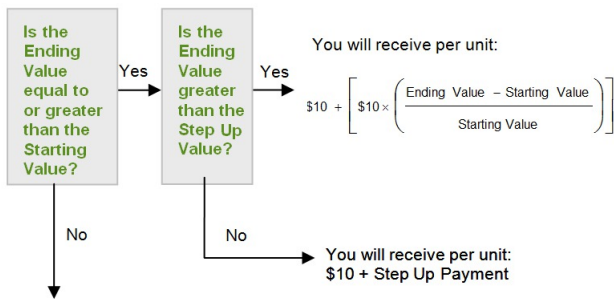 Is the
Ending
Value
equal to
or greater
than the
Starting
Value?
Yes
Is the
Ending
Value
greater
than the
Step Up
Value?
Yes
You will receive per unit:
$10 + [ $10 × ( Ending Value – Starting Value
Starting Value ) ]
No
No
You will receive per unit:
$10 + Step Up Payment